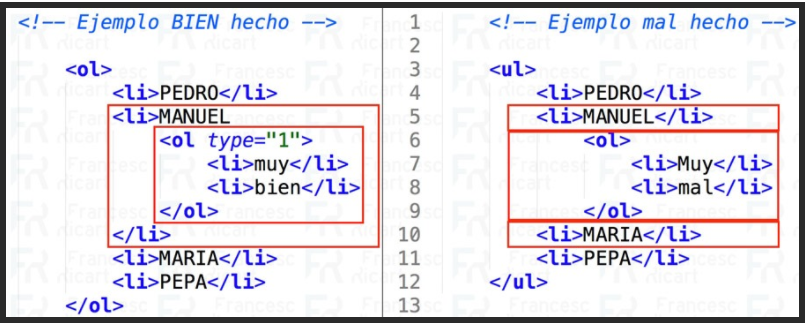 <!-- Ejemplo BIEN hecho -->
<ol>
<li>PEDRO</li>
<li>MANUEL
<ol type="1">
<li>muy</li>
<li>bien</li>
</ol>
</li>
<li>MARIA</li>
<li>PEPA</li>
</ol>
1
2
3
4
5
6
7
8
9
10
11
12
13
<!-- Ejemplo mal hecho -->
<ul>
<li>PEDRO</li>
<li>MANUEL</li>
<ol>
<li>Muy</li>
<li>mal</li>
</ol>
<li>MARIA</li>
<li>PEPA</li>
</ul>